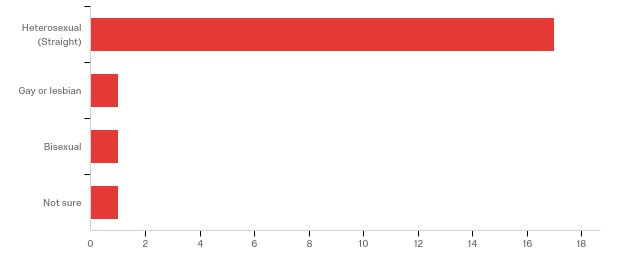 Heterosexual
(Straight)
Gay or lesbian
Bisexual
Not sure
0 2 4 6 8 10 12 14 16 18